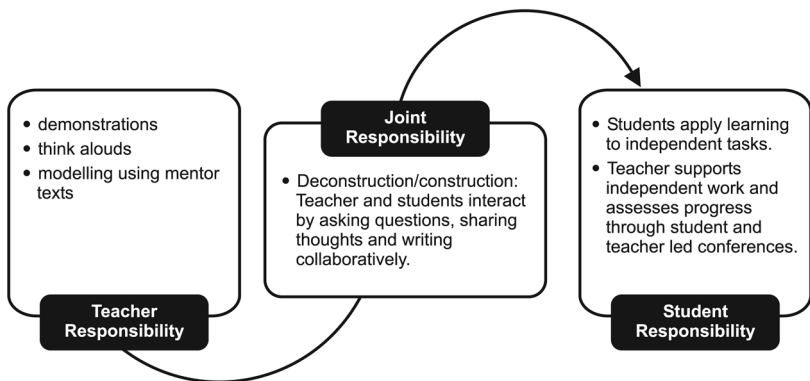 • demonstrations
• think alouds
• modelling using mentor
texts
Teacher
Responsibility
Joint
Responsibility
• Deconstruction/construction:
Teacher and students interact
by asking questions, sharing
thoughts and writing
collaboratively.
• Students apply learning
to independent tasks.
• Teacher supports
independent work and
assesses progress
through student and
teacher led conferences.
Student
Responsibility